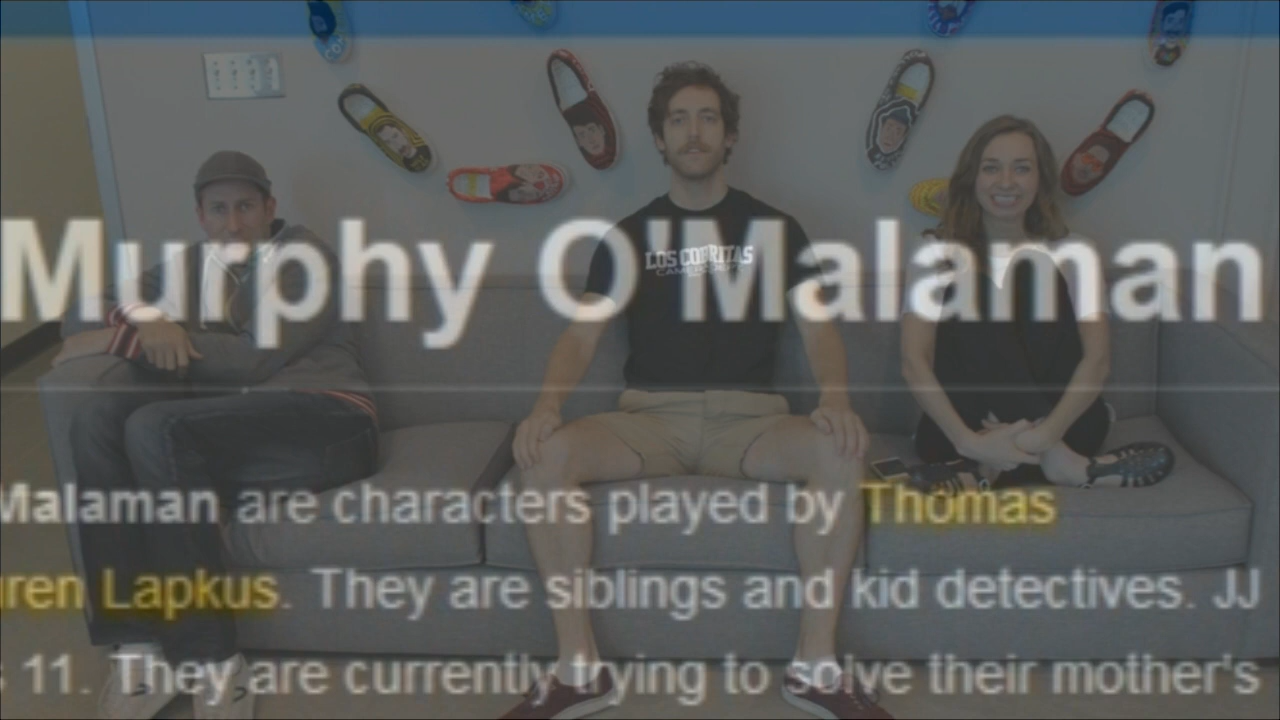 Murphy O'Malaman
LOS COBRITAS
Malaman are characters played by Thomas
uren Lapkus. They are siblings and kid detectives. JJ
11. They are currently trying to solve their mother's